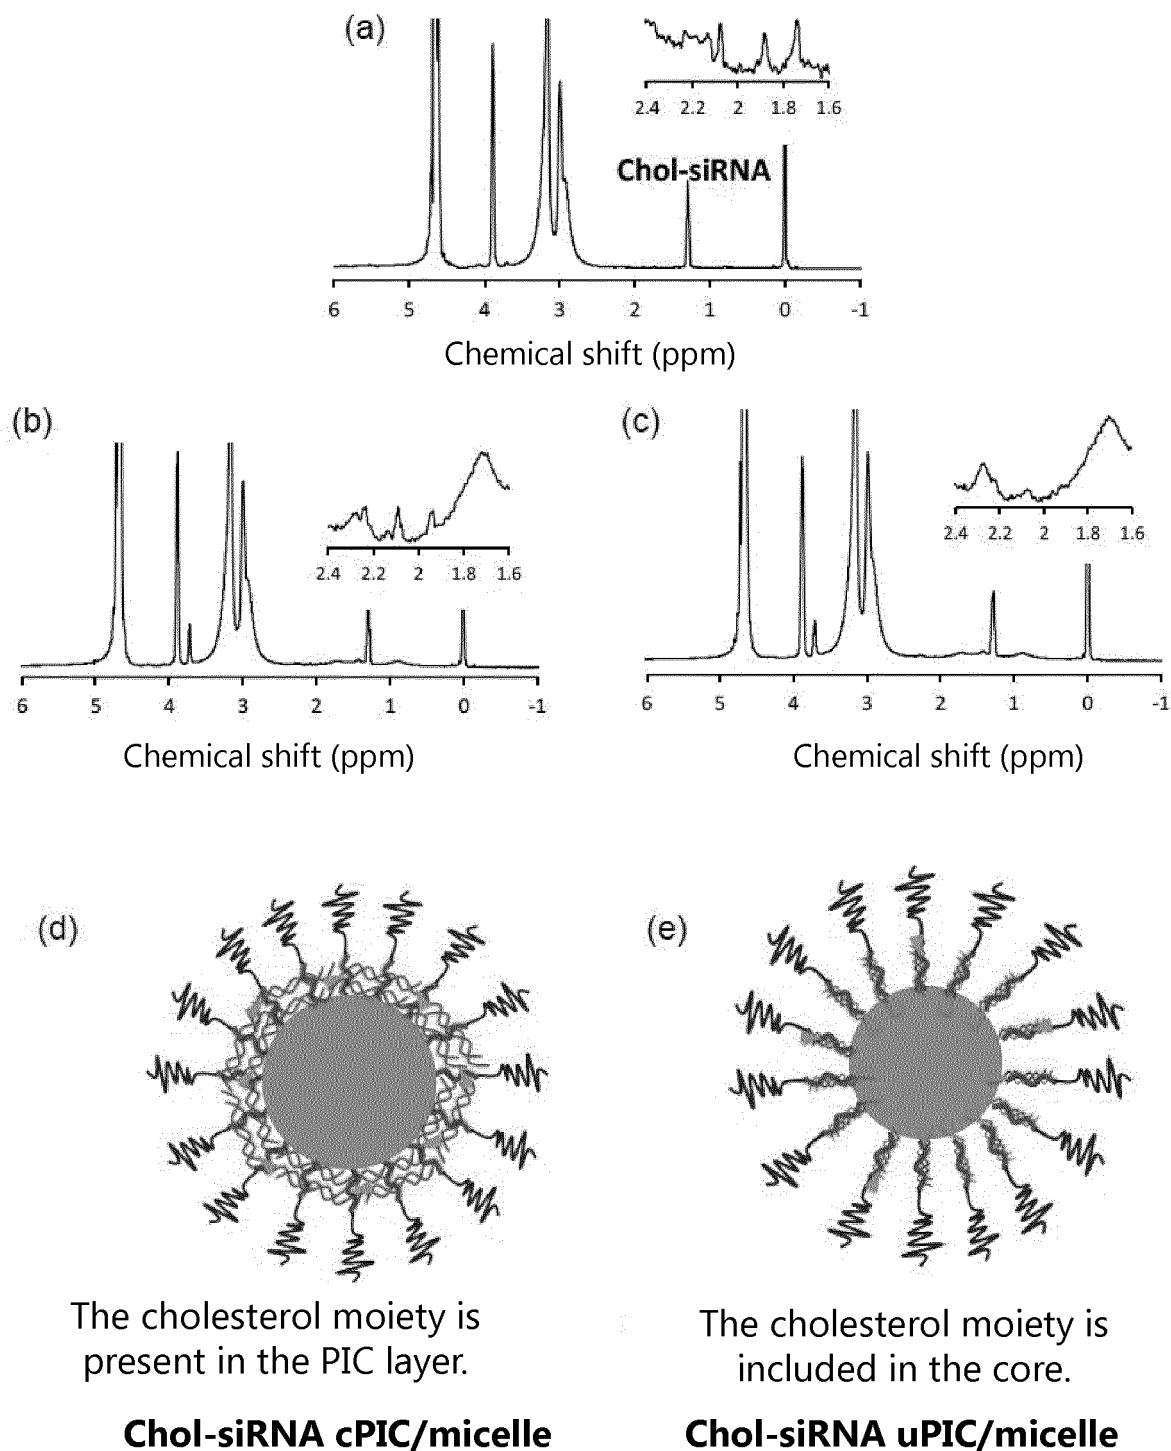 (a)
2.4 2.2 2 1.8 1.6
Chol-siRNA
6 5 4 3 2 1 0 -1
Chemical shift (ppm)
(b)
2.4 2.2 2 1.8 1.6
6 5 4 3 2 1 0 -1
Chemical shift (ppm)
(c)
2.4 2.2 2 1.8 1.6
6 5 4 3 2 1 0 -1
Chemical shift (ppm)
(d)
The cholesterol moiety is
present in the PIC layer.
Chol-siRNA cPIC/micelle
(e)
The cholesterol moiety is
included in the core.
Chol-siRNA uPIC/micelle